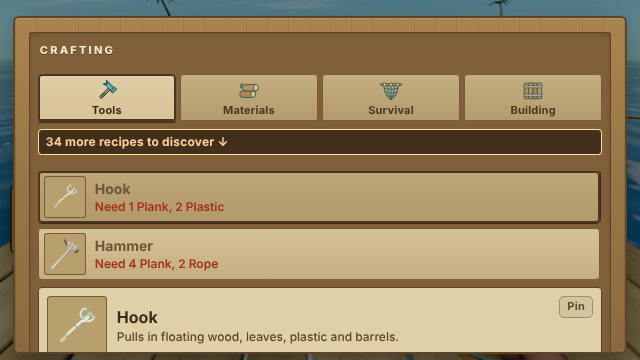 CRAFTING
Tools
Materials
Survival
Building
34 more recipes to discover ↓
Hook
Need 1 Plank, 2 Plastic
Hammer
Need 4 Plank, 2 Rope
Hook
Pin
Pulls in floating wood, leaves, plastic and barrels.